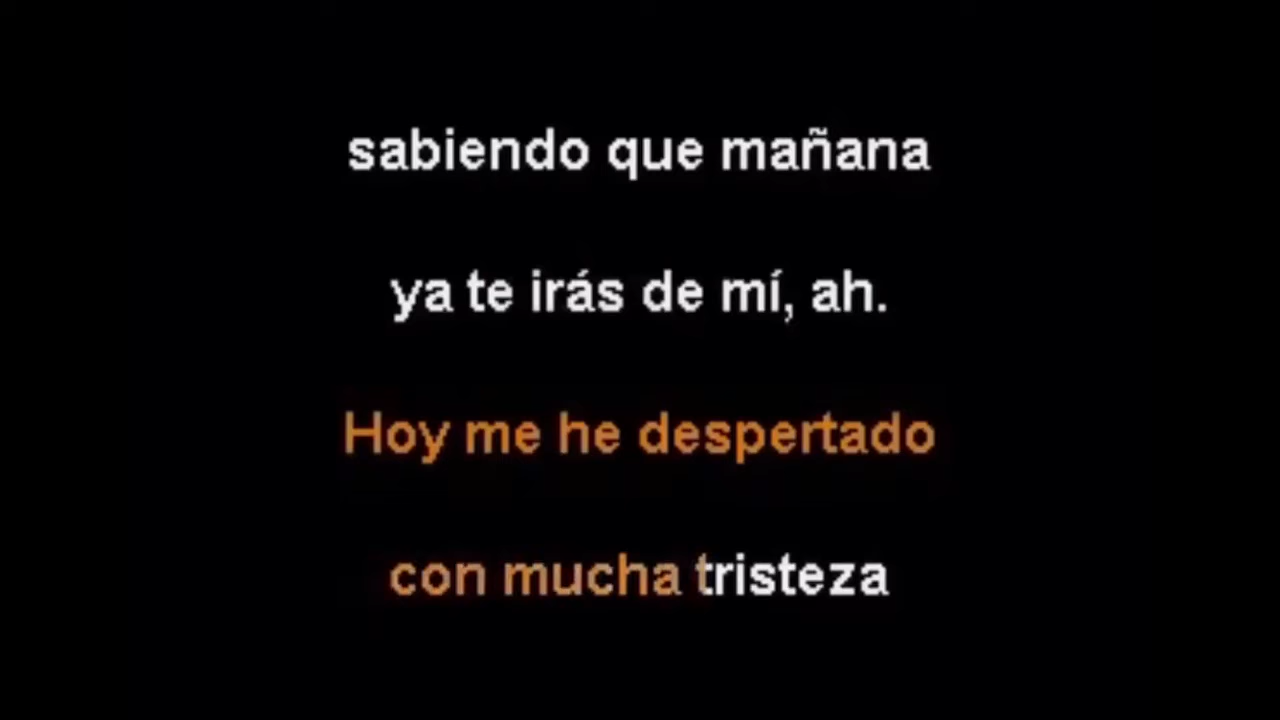 sabiendo que mañana
ya te irás de mí, ah.
Hoy me he despertado
con mucha tristeza